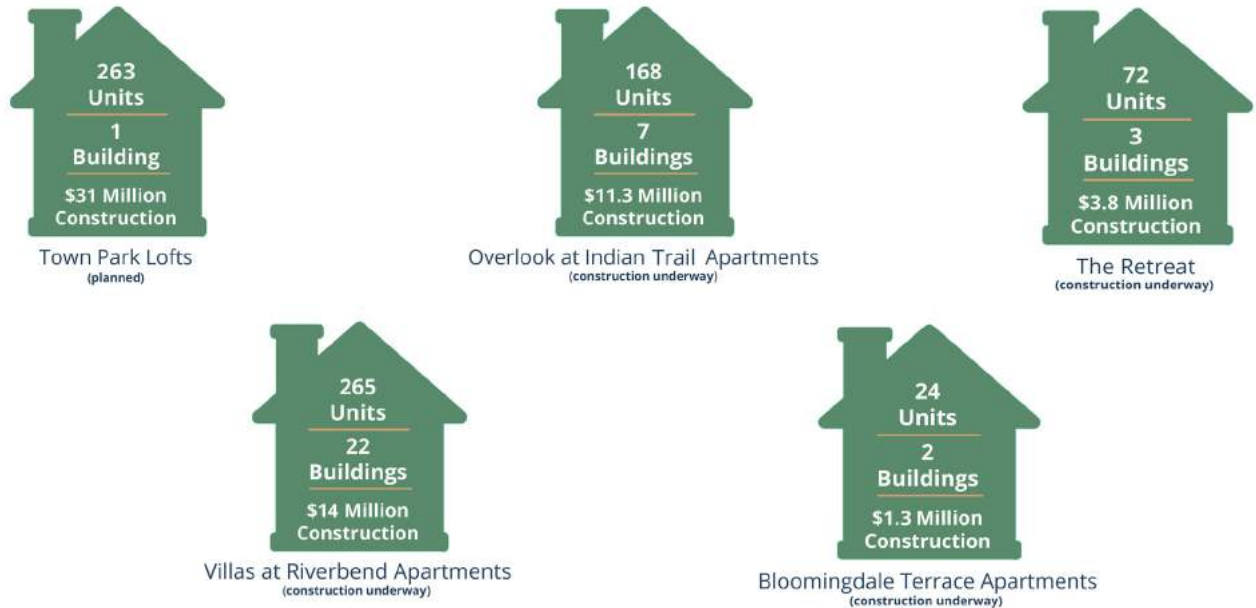 263
Units
1
Building
$31 Million
Construction
Town Park Lofts
(planned)
168
Units
7
Buildings
$11.3 Million
Construction
Overlook at Indian Trail Apartments
(construction underway)
72
Units
3
Buildings
$3.8 Million
Construction
The Retreat
(construction underway)
265
Units
22
Buildings
$14 Million
Construction
Villas at Riverbend Apartments
(construction underway)
24
Units
2
Buildings
$1.3 Million
Construction
Bloomingdale Terrace Apartments
(construction underway)